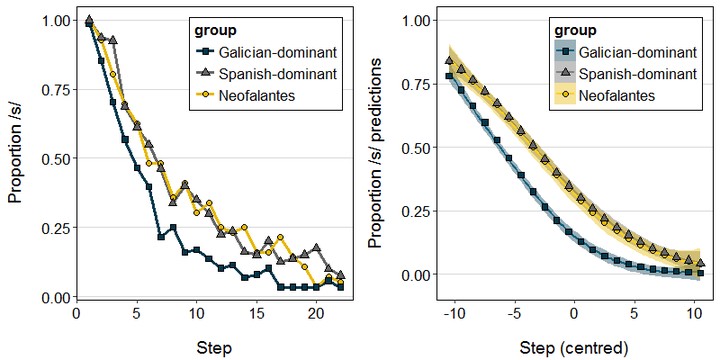 Proportion /s/
1.00
0.75
0.50
0.25
0.00
0
5
10
15
20
Step
group
Galician-dominant
Spanish-dominant
Neofalantes
Proportion /s/ predictions
1.00
0.75
0.50
0.25
0.00
-10
-5
0
5
10
Step (centred)
group
Galician-dominant
Spanish-dominant
Neofalantes